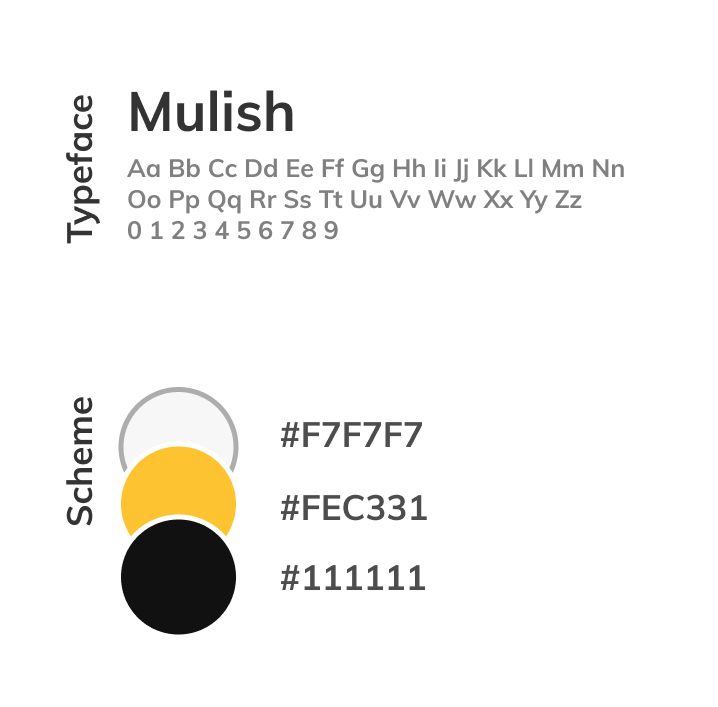 Typeface
Mulish
Aa Bb Cc Dd Ee Ff Gg Hh Ii Jj Kk Ll Mm Nn
Oo Pp Qq Rr Ss Tt Uu Vv Ww Xx Yy Zz
0 1 2 3 4 5 6 7 8 9
Scheme
#F7F7F7
#FEC331
#111111